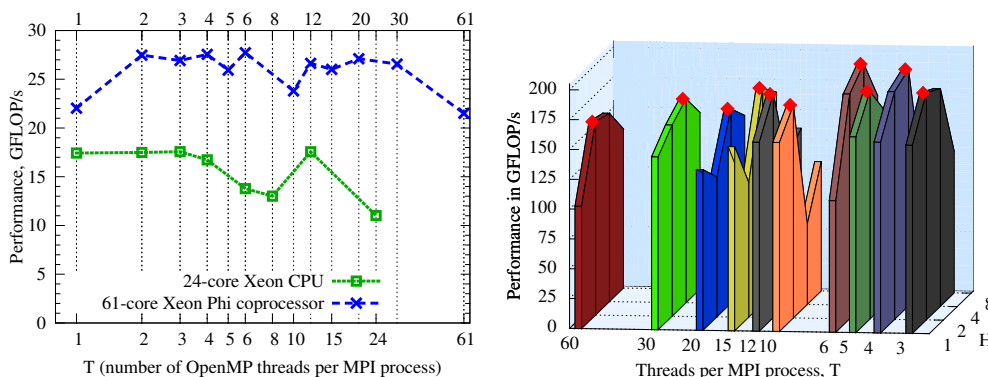 1 2 3 4 5 6 8 10 12 15 20 30 61
30
25
20
15
10
5
0
Performance, GFLOP/s
24-core Xeon CPU
61-core Xeon Phi coprocessor
1 2 3 4 5 6 8 10 12 15 24 61
T (number of OpenMP threads per MPI process)
200
175
150
125
100
75
50
25
0
Performance in GFLOP/s
60 30 20 15 12 10 6 5 4 3
1 2 4 8
H
Threads per MPI process, T